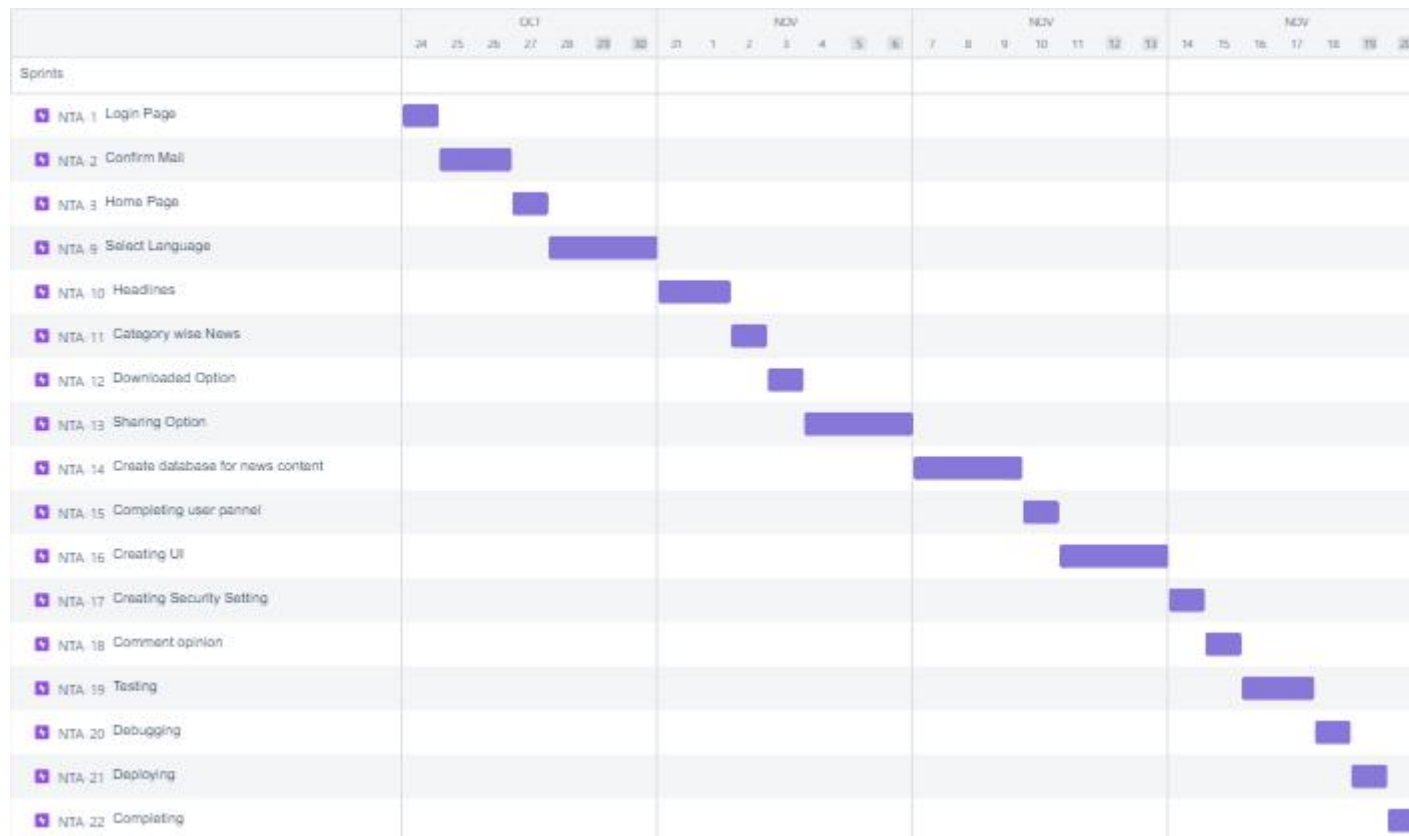 OCT NOV NOV NOV
24 25 26 27 28 29 30 31 1 2 3 4 5 6 7 8 9 10 11 12 13 14 15 16 17 18 19 20
Sprints
NTA-1 Login Page
NTA-2 Confirm Mail
NTA-3 Home Page
NTA-9 Select Language
NTA-10 Headlines
NTA-11 Category wise News
NTA-12 Downloaded Option
NTA-13 Sharing Option
NTA-14 Create database for news content
NTA-15 Completing user pannel
NTA-16 Creating UI
NTA-17 Creating Security Setting
NTA-18 Comment opinion
NTA-19 Testing
NTA-20 Debugging
NTA-21 Deploying
NTA-22 Completing